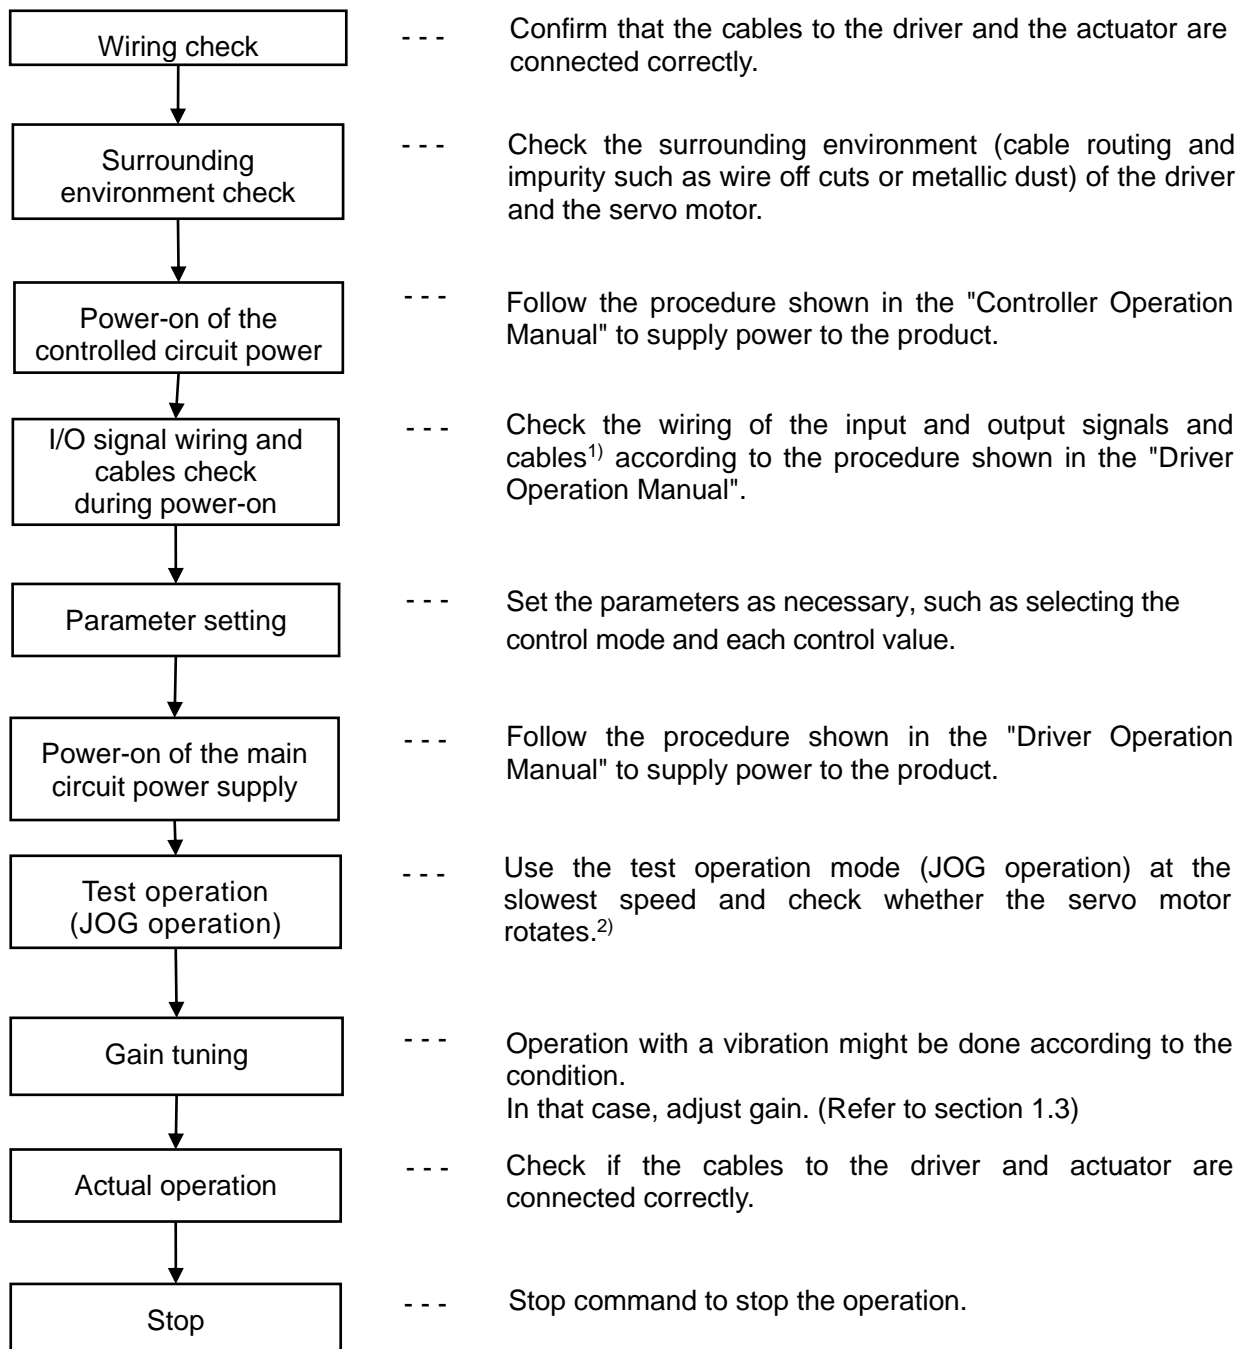 Wiring check
- - -
Confirm that the cables to the driver and the actuator are
connected correctly.
Surrounding
environment check
- - -
Check the surrounding environment (cable routing and
impurity such as wire off cuts or metallic dust) of the driver
and the servo motor.
Power-on of the
controlled circuit power
- - -
Follow the procedure shown in the "Controller Operation
Manual" to supply power to the product.
I/O signal wiring and
cables check
during power-on
- - -
Check the wiring of the input and output signals and
cables1) according to the procedure shown in the "Driver
Operation Manual".
Parameter setting
- - -
Set the parameters as necessary, such as selecting the
control mode and each control value.
Power-on of the main
circuit power supply
- - -
Follow the procedure shown in the "Driver Operation
Manual" to supply power to the product.
Test operation
(JOG operation)
- - -
Use the test operation mode (JOG operation) at the
slowest speed and check whether the servo motor
rotates.2)
Gain tuning
- - -
Operation with a vibration might be done according to the
condition.
In that case, adjust gain. (Refer to section 1.3)
Actual operation
- - -
Check if the cables to the driver and actuator are
connected correctly.
Stop
- - -
Stop command to stop the operation.